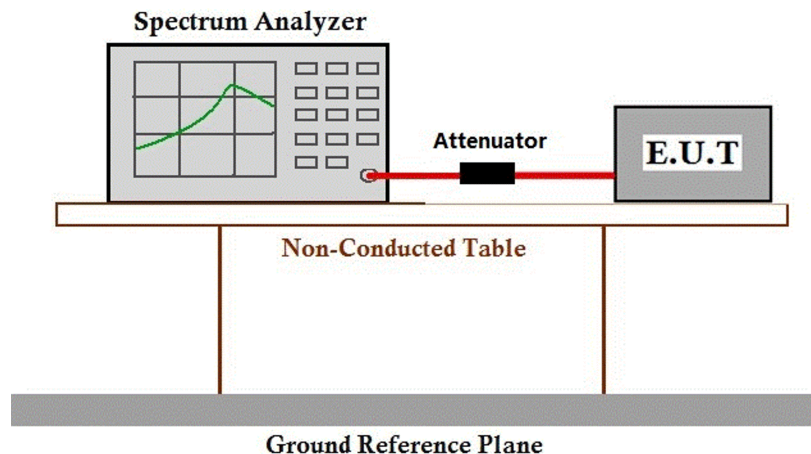 Spectrum Analyzer
Attenuator
E.U.T
Non-Conducted Table
Ground Reference Plane